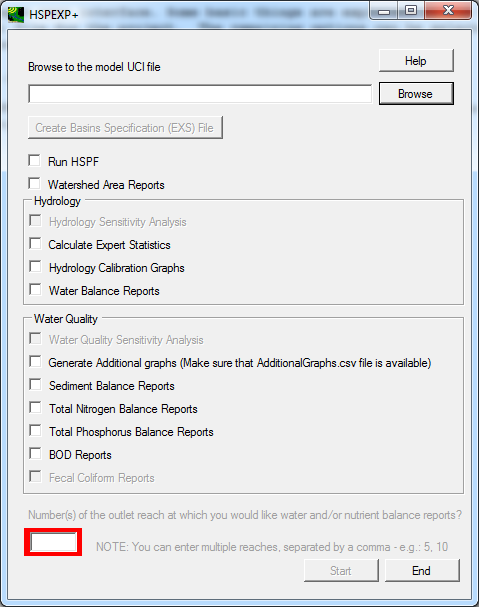 HSPEXP+
Help
Browse to the model UCI file
Browse
Create Basins Specification (EXS) File
Run HSPF
Watershed Area Reports
Hydrology
Hydrology Sensitivity Analysis
Calculate Expert Statistics
Hydrology Calibration Graphs
Water Balance Reports
Water Quality
Water Quality Sensitivity Analysis
Generate Additional graphs (Make sure that AdditionalGraphs.csv file is available)
Sediment Balance Reports
Total Nitrogen Balance Reports
Total Phosphorus Balance Reports
BOD Reports
Fecal Coliform Reports
Number(s) of the outlet reach at which you would like water and/or nutrient balance reports?
NOTE: You can enter multiple reaches, separated by a comma - e.g.: 5, 10
Start
End